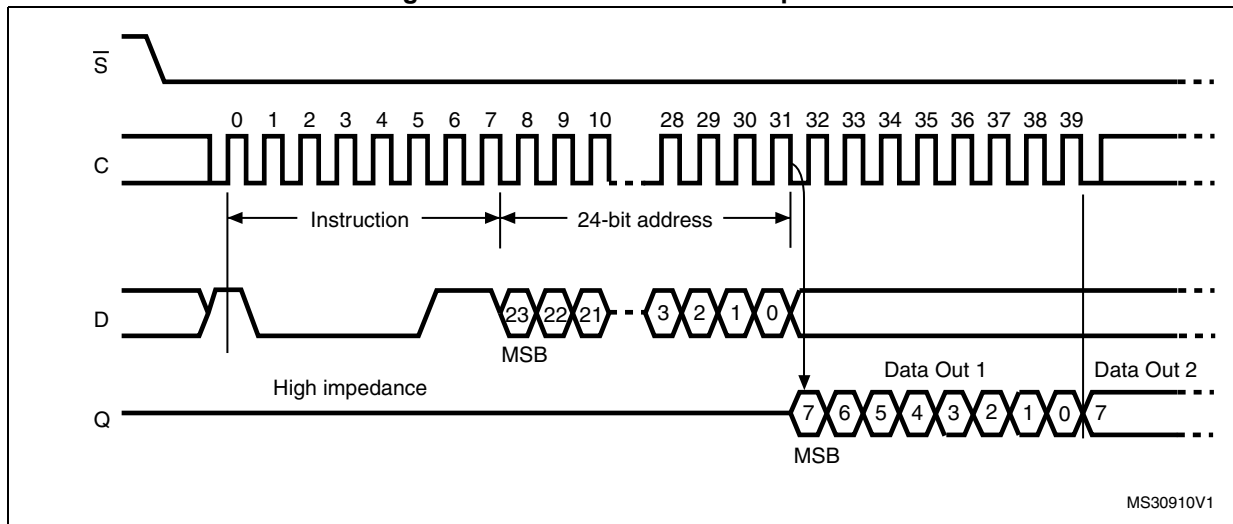 S
0 1 2 3 4 5 6 7 8 9 10 28 29 30 31 32 33 34 35 36 37 38 39
C
Instruction 24-bit address
D 23 22 21 3 2 1 0
MSB
Data Out 1 Data Out 2
High impedance
Q 7 6 5 4 3 2 1 0 7
MSB
MS30910V1